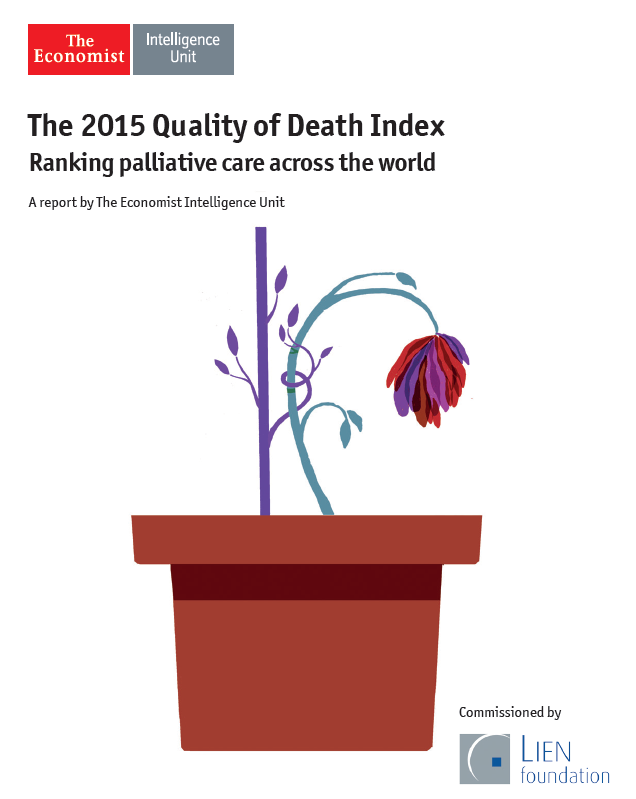 The
Economist
Intelligence
Unit
The 2015 Quality of Death Index
Ranking palliative care across the world
A report by The Economist Intelligence Unit
Commissioned by
LIEN
foundation